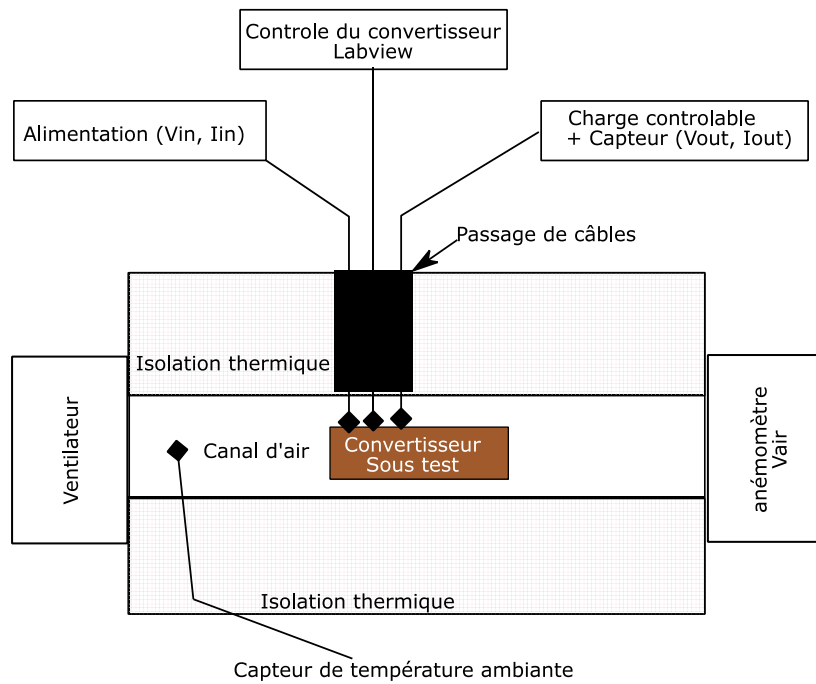 Controle du convertisseur
Labview
Alimentation (Vin, Iin)
Charge controlable
+ Capteur (Vout, Iout)
Passage de câbles
Isolation thermique
Ventilateur
Canal d'air
Convertisseur
Sous test
anémomètre
Vair
Isolation thermique
Capteur de température ambiante